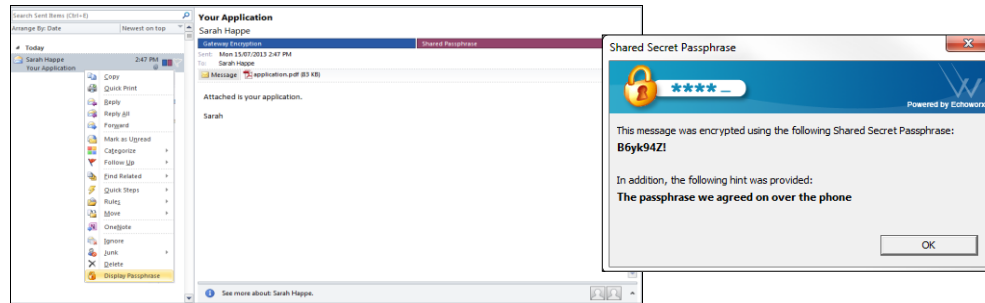 Search Sent Items (Ctrl+E)
Arrange By: Date Newest on top
Today
Sarah Happe 2:47 PM
Your Application
Copy
Quick Print
Reply
Reply All
Forward
Mark as Unread
Categorize
Follow Up
Find Related
Quick Steps
Rules
Move
OneNote
Ignore
Junk
Delete
Display Passphrase
Your Application
Sarah Happe
Gateway Encryption Shared Passphrase
Sent: Mon 15/07/2013 2:47 PM
To: Sarah Happe
Message application.pdf (83 KB)
Attached is your application.
Sarah
See more about: Sarah Happe.
Shared Secret Passphrase
**** _
Powered by Echoworx
This message was encrypted using the following Shared Secret Passphrase:
B6yk94Z!
In addition, the following hint was provided:
The passphrase we agreed on over the phone
OK